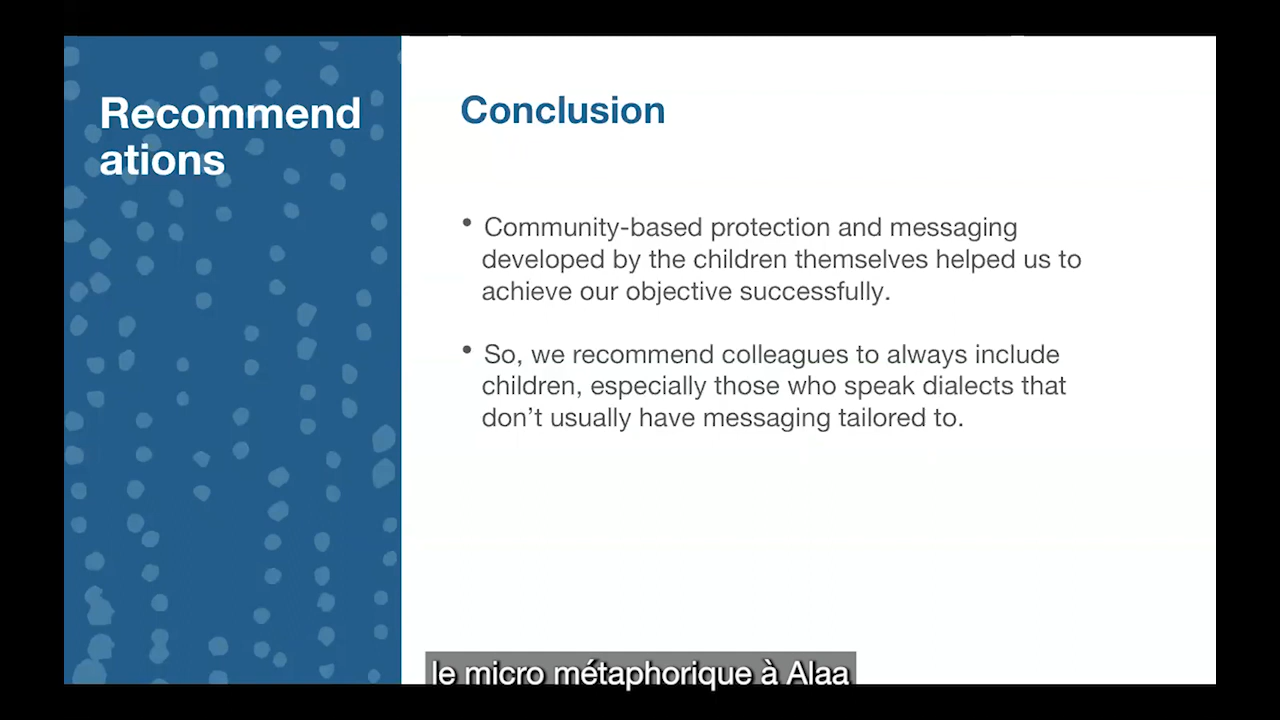 Recommend
ations
Conclusion
• Community-based protection and messaging
developed by the children themselves helped us to
achieve our objective successfully.
• So, we recommend colleagues to always include
children, especially those who speak dialects that
don’t usually have messaging tailored to.
le micro métaphorique à Alaa